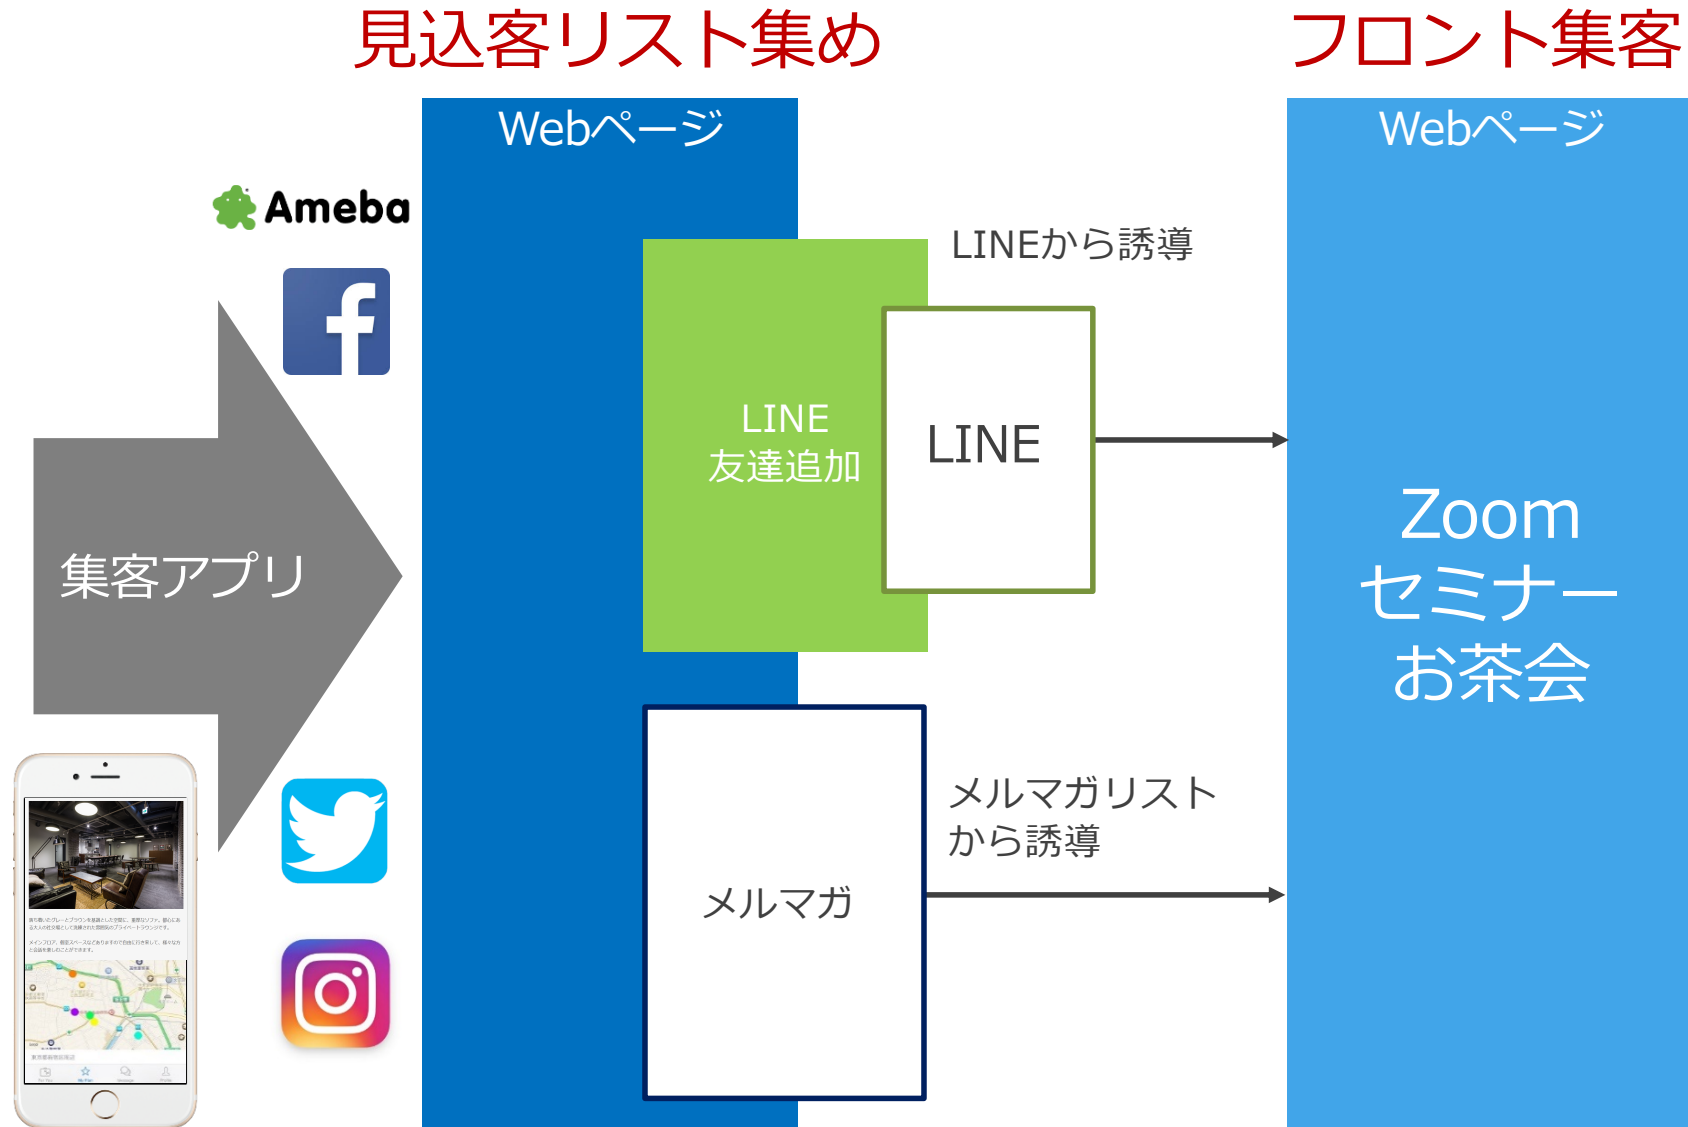 見込客リスト集め
フロント集客
Webページ
Webページ
Ameba
LINEから誘導
LINE
友達追加
LINE
集客アプリ
Zoom
セミナー
お茶会
メルマガリスト
から誘導
メルマガ